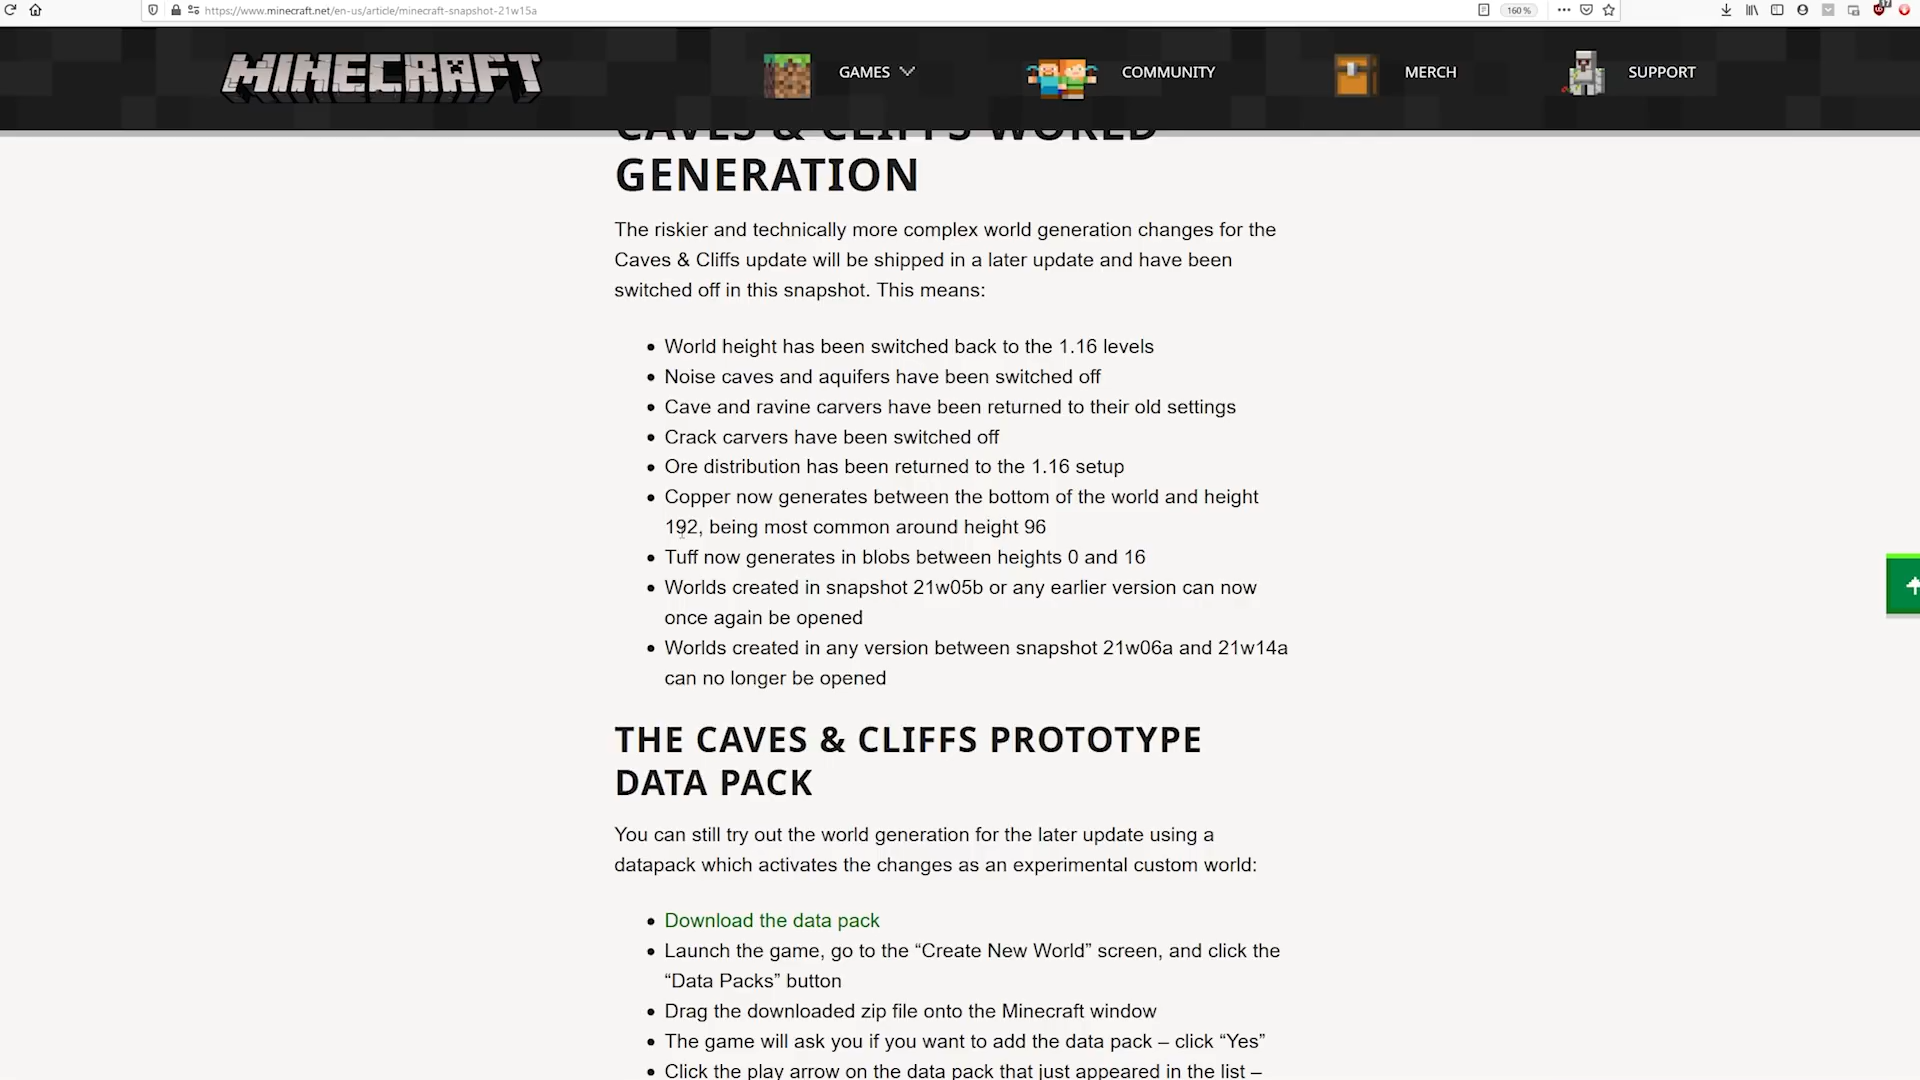 https://www.minecraft.net/en-us/article/minecraft-snapshot-21w15a
160%
17
MINECRAFT
GAMES
COMMUNITY
MERCH
SUPPORT
CAVES & CLIFFS WORLD
GENERATION
The riskier and technically more complex world generation changes for the
Caves & Cliffs update will be shipped in a later update and have been
switched off in this snapshot. This means:
• World height has been switched back to the 1.16 levels
• Noise caves and aquifers have been switched off
• Cave and ravine carvers have been returned to their old settings
• Crack carvers have been switched off
• Ore distribution has been returned to the 1.16 setup
• Copper now generates between the bottom of the world and height
192, being most common around height 96
• Tuff now generates in blobs between heights 0 and 16
• Worlds created in snapshot 21w05b or any earlier version can now
once again be opened
• Worlds created in any version between snapshot 21w06a and 21w14a
can no longer be opened
THE CAVES & CLIFFS PROTOTYPE
DATA PACK
You can still try out the world generation for the later update using a
datapack which activates the changes as an experimental custom world:
• Download the data pack
• Launch the game, go to the “Create New World” screen, and click the
“Data Packs” button
• Drag the downloaded zip file onto the Minecraft window
• The game will ask you if you want to add the data pack – click “Yes”
• Click the play arrow on the data pack that just appeared in the list –